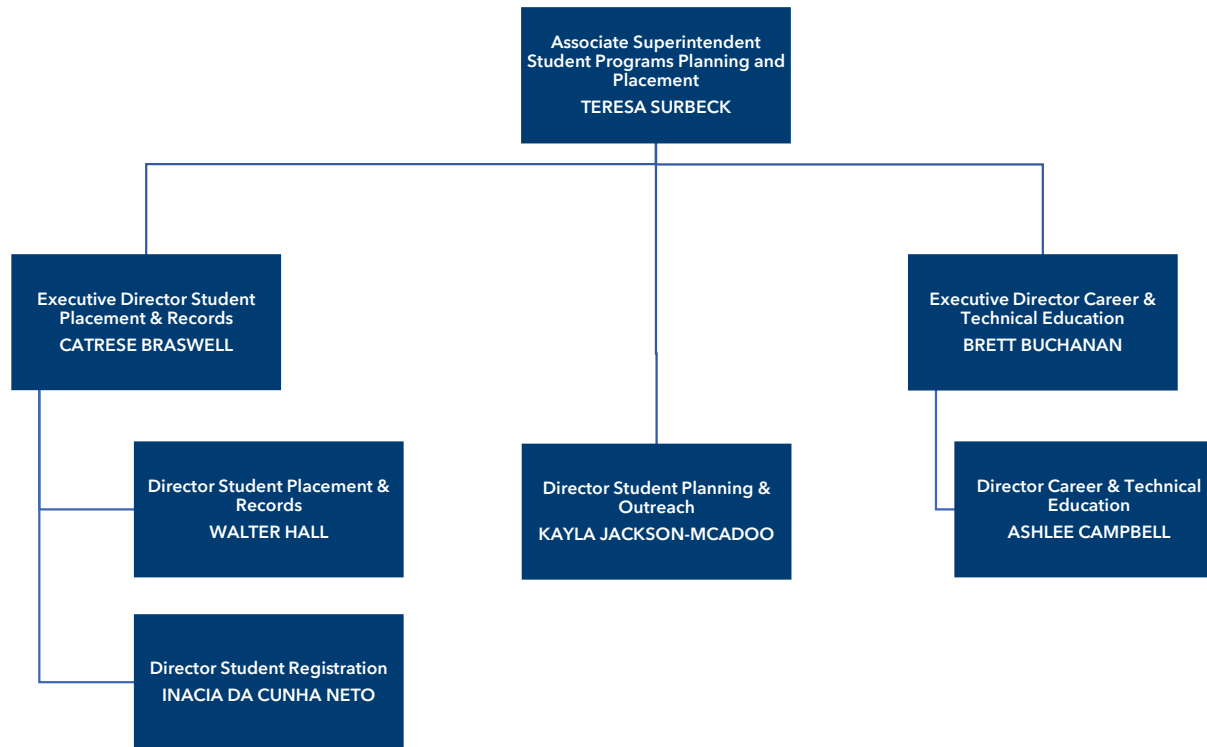 Associate Superintendent
Student Programs Planning and
Placement
TERESA SURBECK
Executive Director Student
Placement & Records
CATRESE BRASWELL
Executive Director Career &
Technical Education
BRETT BUCHANAN
Director Student Placement &
Records
WALTER HALL
Director Student Planning &
Outreach
KAYLA JACKSON-MCADOO
Director Career & Technical
Education
ASHLEE CAMPBELL
Director Student Registration
INACIA DA CUNHA NETO